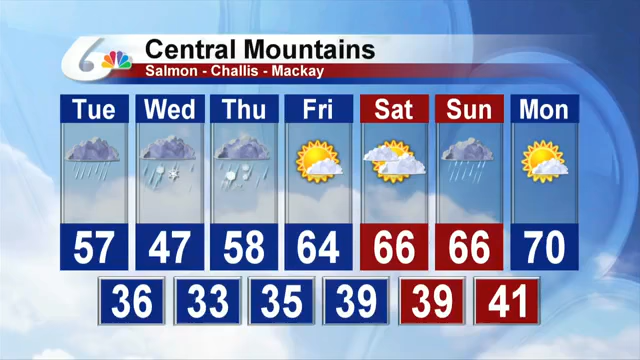 6
Central Mountains
Salmon - Challis - Mackay
Tue Wed Thu Fri Sat Sun Mon
57 47 58 64 66 66 70
36 33 35 39 39 41